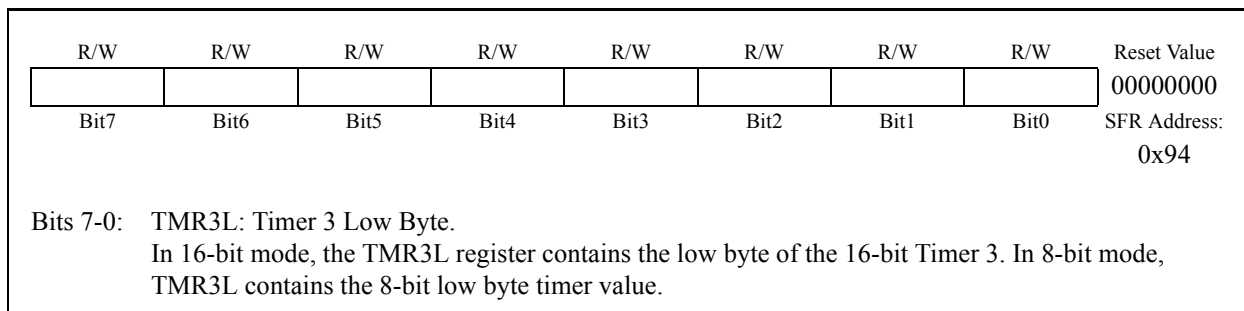 R/W R/W R/W R/W R/W R/W R/W R/W Reset Value
00000000
Bit7 Bit6 Bit5 Bit4 Bit3 Bit2 Bit1 Bit0 SFR Address:
0x94
Bits 7-0: TMR3L: Timer 3 Low Byte.
In 16-bit mode, the TMR3L register contains the low byte of the 16-bit Timer 3. In 8-bit mode,
TMR3L contains the 8-bit low byte timer value.